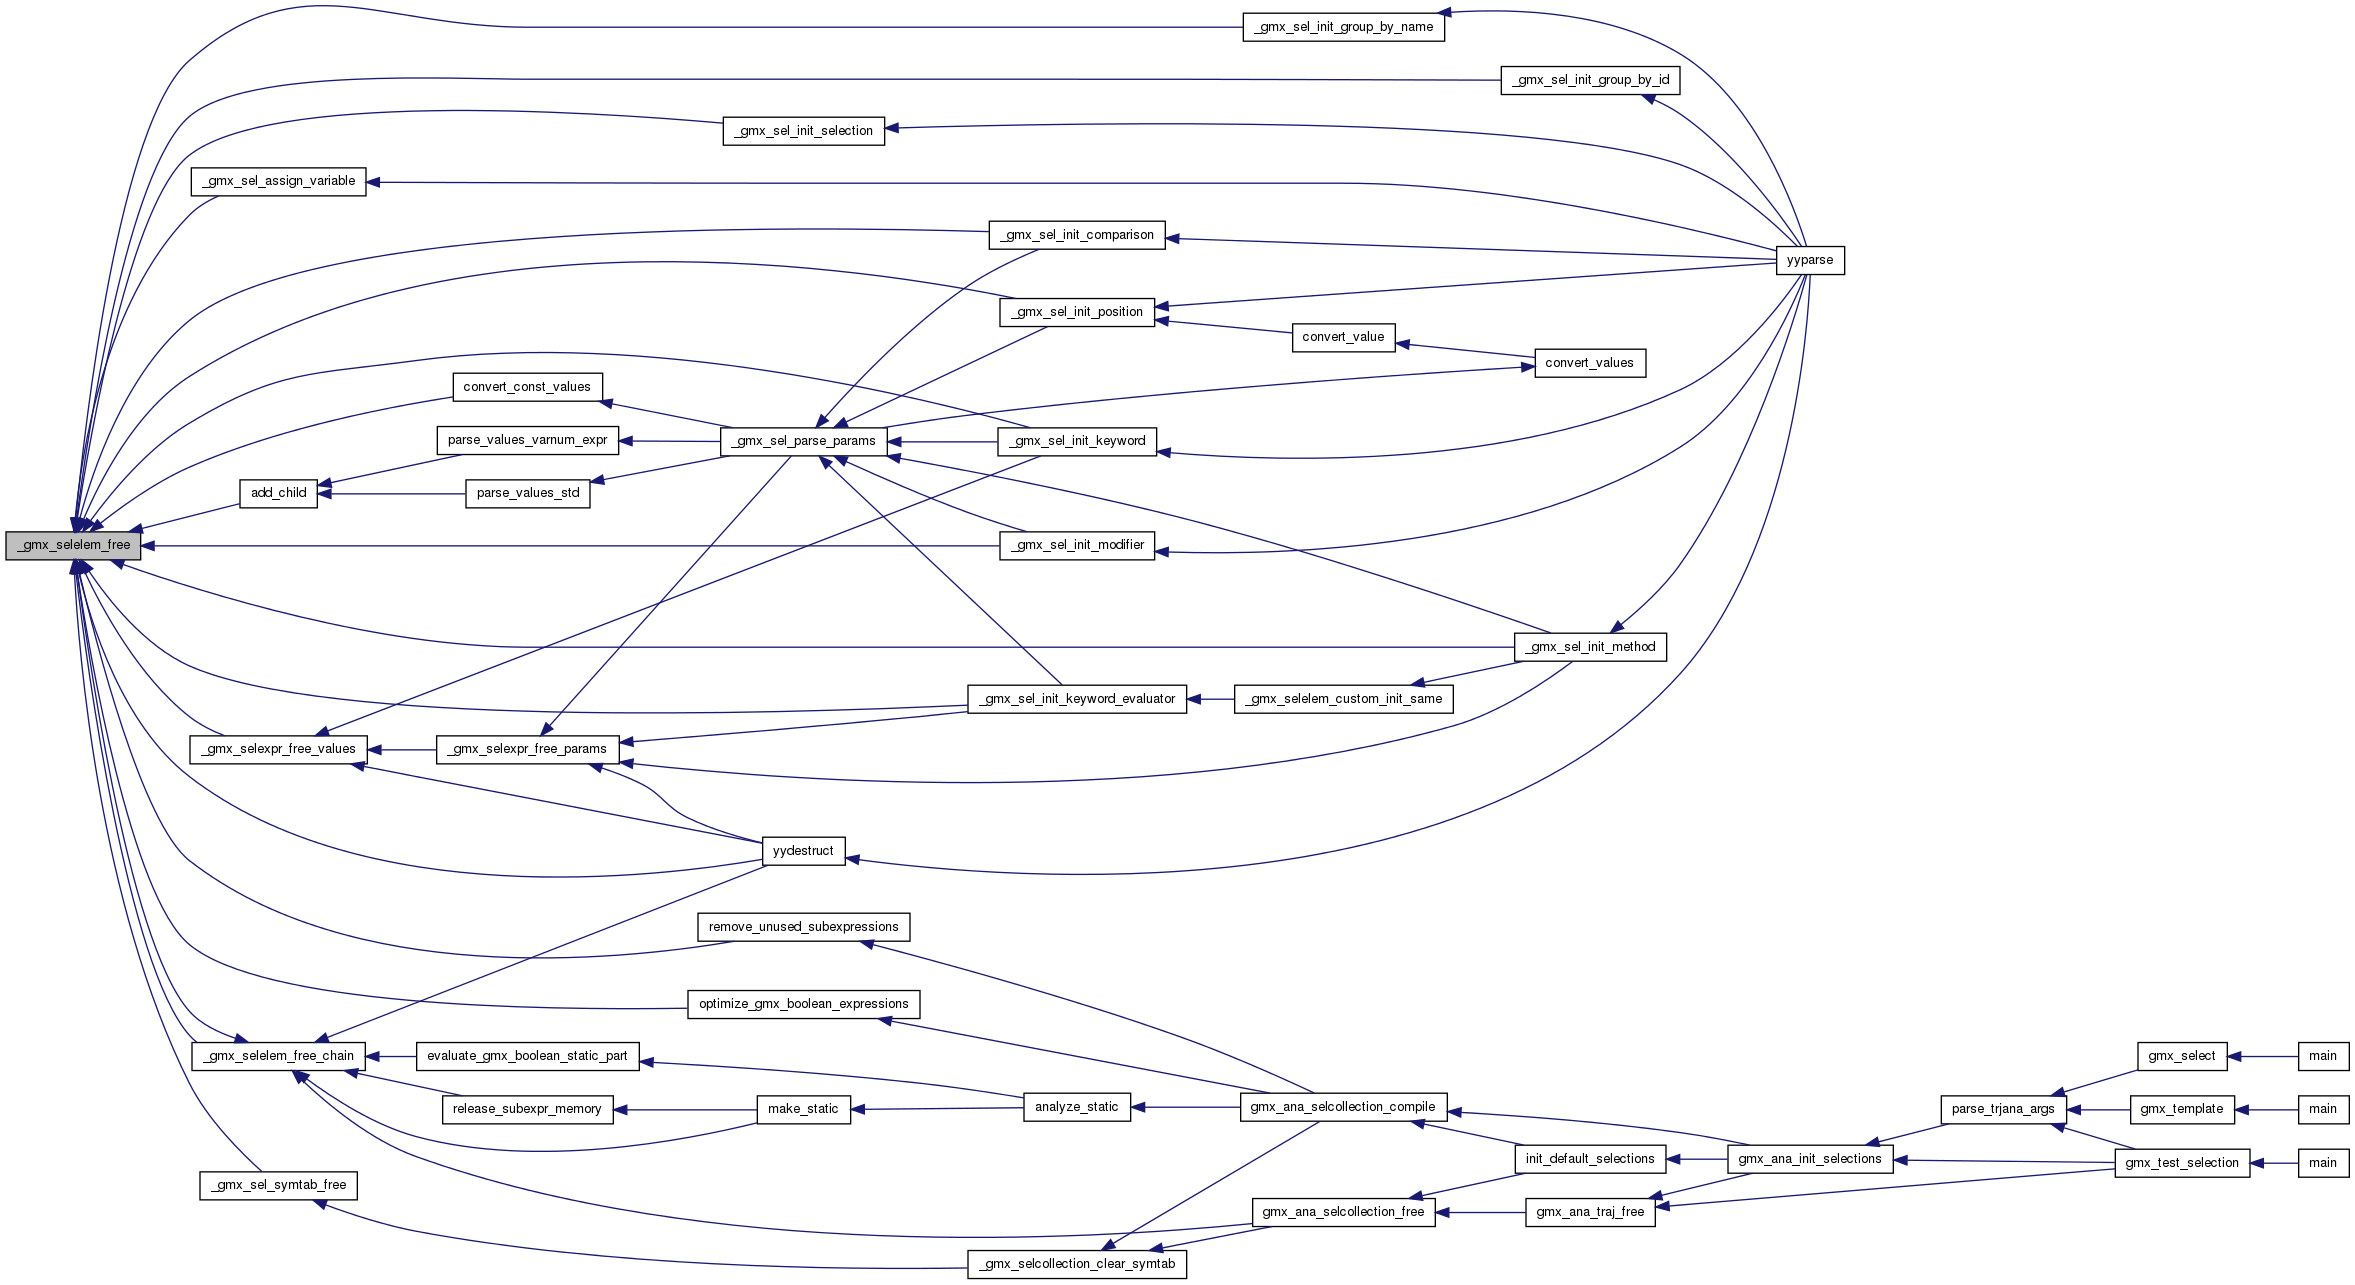 _gmx_sel_init_group_by_name
_gmx_sel_init_group_by_id
_gmx_sel_init_selection
_gmx_sel_assign_variable
_gmx_sel_init_comparison
yyparse
_gmx_sel_init_position
convert_value
convert_values
convert_const_values
parse_values_varnum_expr
_gmx_sel_parse_params
_gmx_sel_init_keyword
add_child
parse_values_std
_gmx_selelem_free
_gmx_sel_init_modifier
_gmx_sel_init_method
_gmx_sel_init_keyword_evaluator
_gmx_selelem_custom_init_same
_gmx_selexpr_free_values
_gmx_selexpr_free_params
yydestruct
remove_unused_subexpressions
optimize_gmx_boolean_expressions
_gmx_selelem_free_chain
evaluate_gmx_boolean_static_part
gmx_select
main
release_subexpr_memory
make_static
analyze_static
gmx_ana_selcollection_compile
parse_trjana_args
gmx_template
main
init_default_selections
gmx_ana_init_selections
gmx_test_selection
main
_gmx_sel_symtab_free
gmx_ana_selcollection_free
gmx_ana_traj_free
_gmx_selcollection_clear_symtab